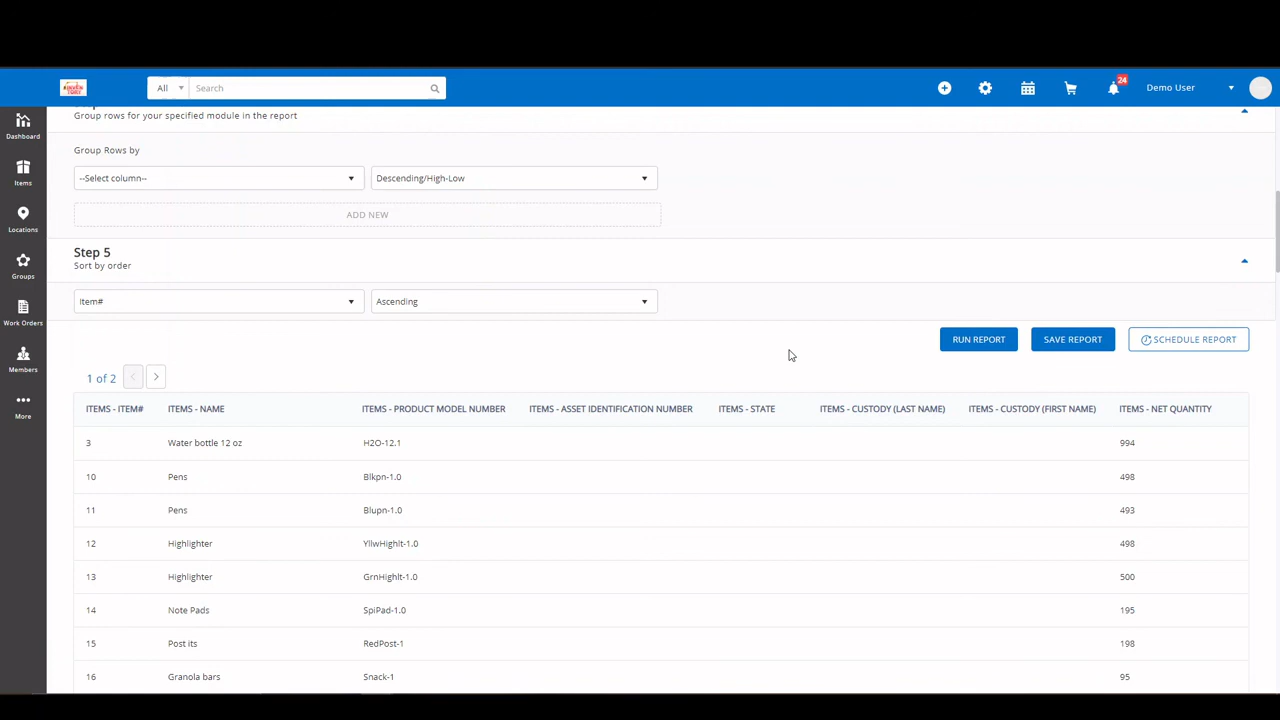 All
Search
24
Demo User
Dashboard
Items
Locations
Groups
Work Orders
Members
More
Group rows for your specified module in the report
Group Rows by
--Select column--
Descending/High-Low
ADD NEW
Step 5
Sort by order
Item#
Ascending
RUN REPORT
SAVE REPORT
SCHEDULE REPORT
1 of 2
ITEMS - ITEM# ITEMS - NAME ITEMS - PRODUCT MODEL NUMBER ITEMS - ASSET IDENTIFICATION NUMBER ITEMS - STATE ITEMS - CUSTODY (LAST NAME) ITEMS - CUSTODY (FIRST NAME) ITEMS - NET QUANTITY
3 Water bottle 12 oz H2O-12.1 994
10 Pens Blkpn-1.0 498
11 Pens Blupn-1.0 493
12 Highlighter YllwHighlt-1.0 498
13 Highlighter GrnHighlt-1.0 500
14 Note Pads SpiPad-1.0 195
15 Post its RedPost-1 198
16 Granola bars Snack-1 95